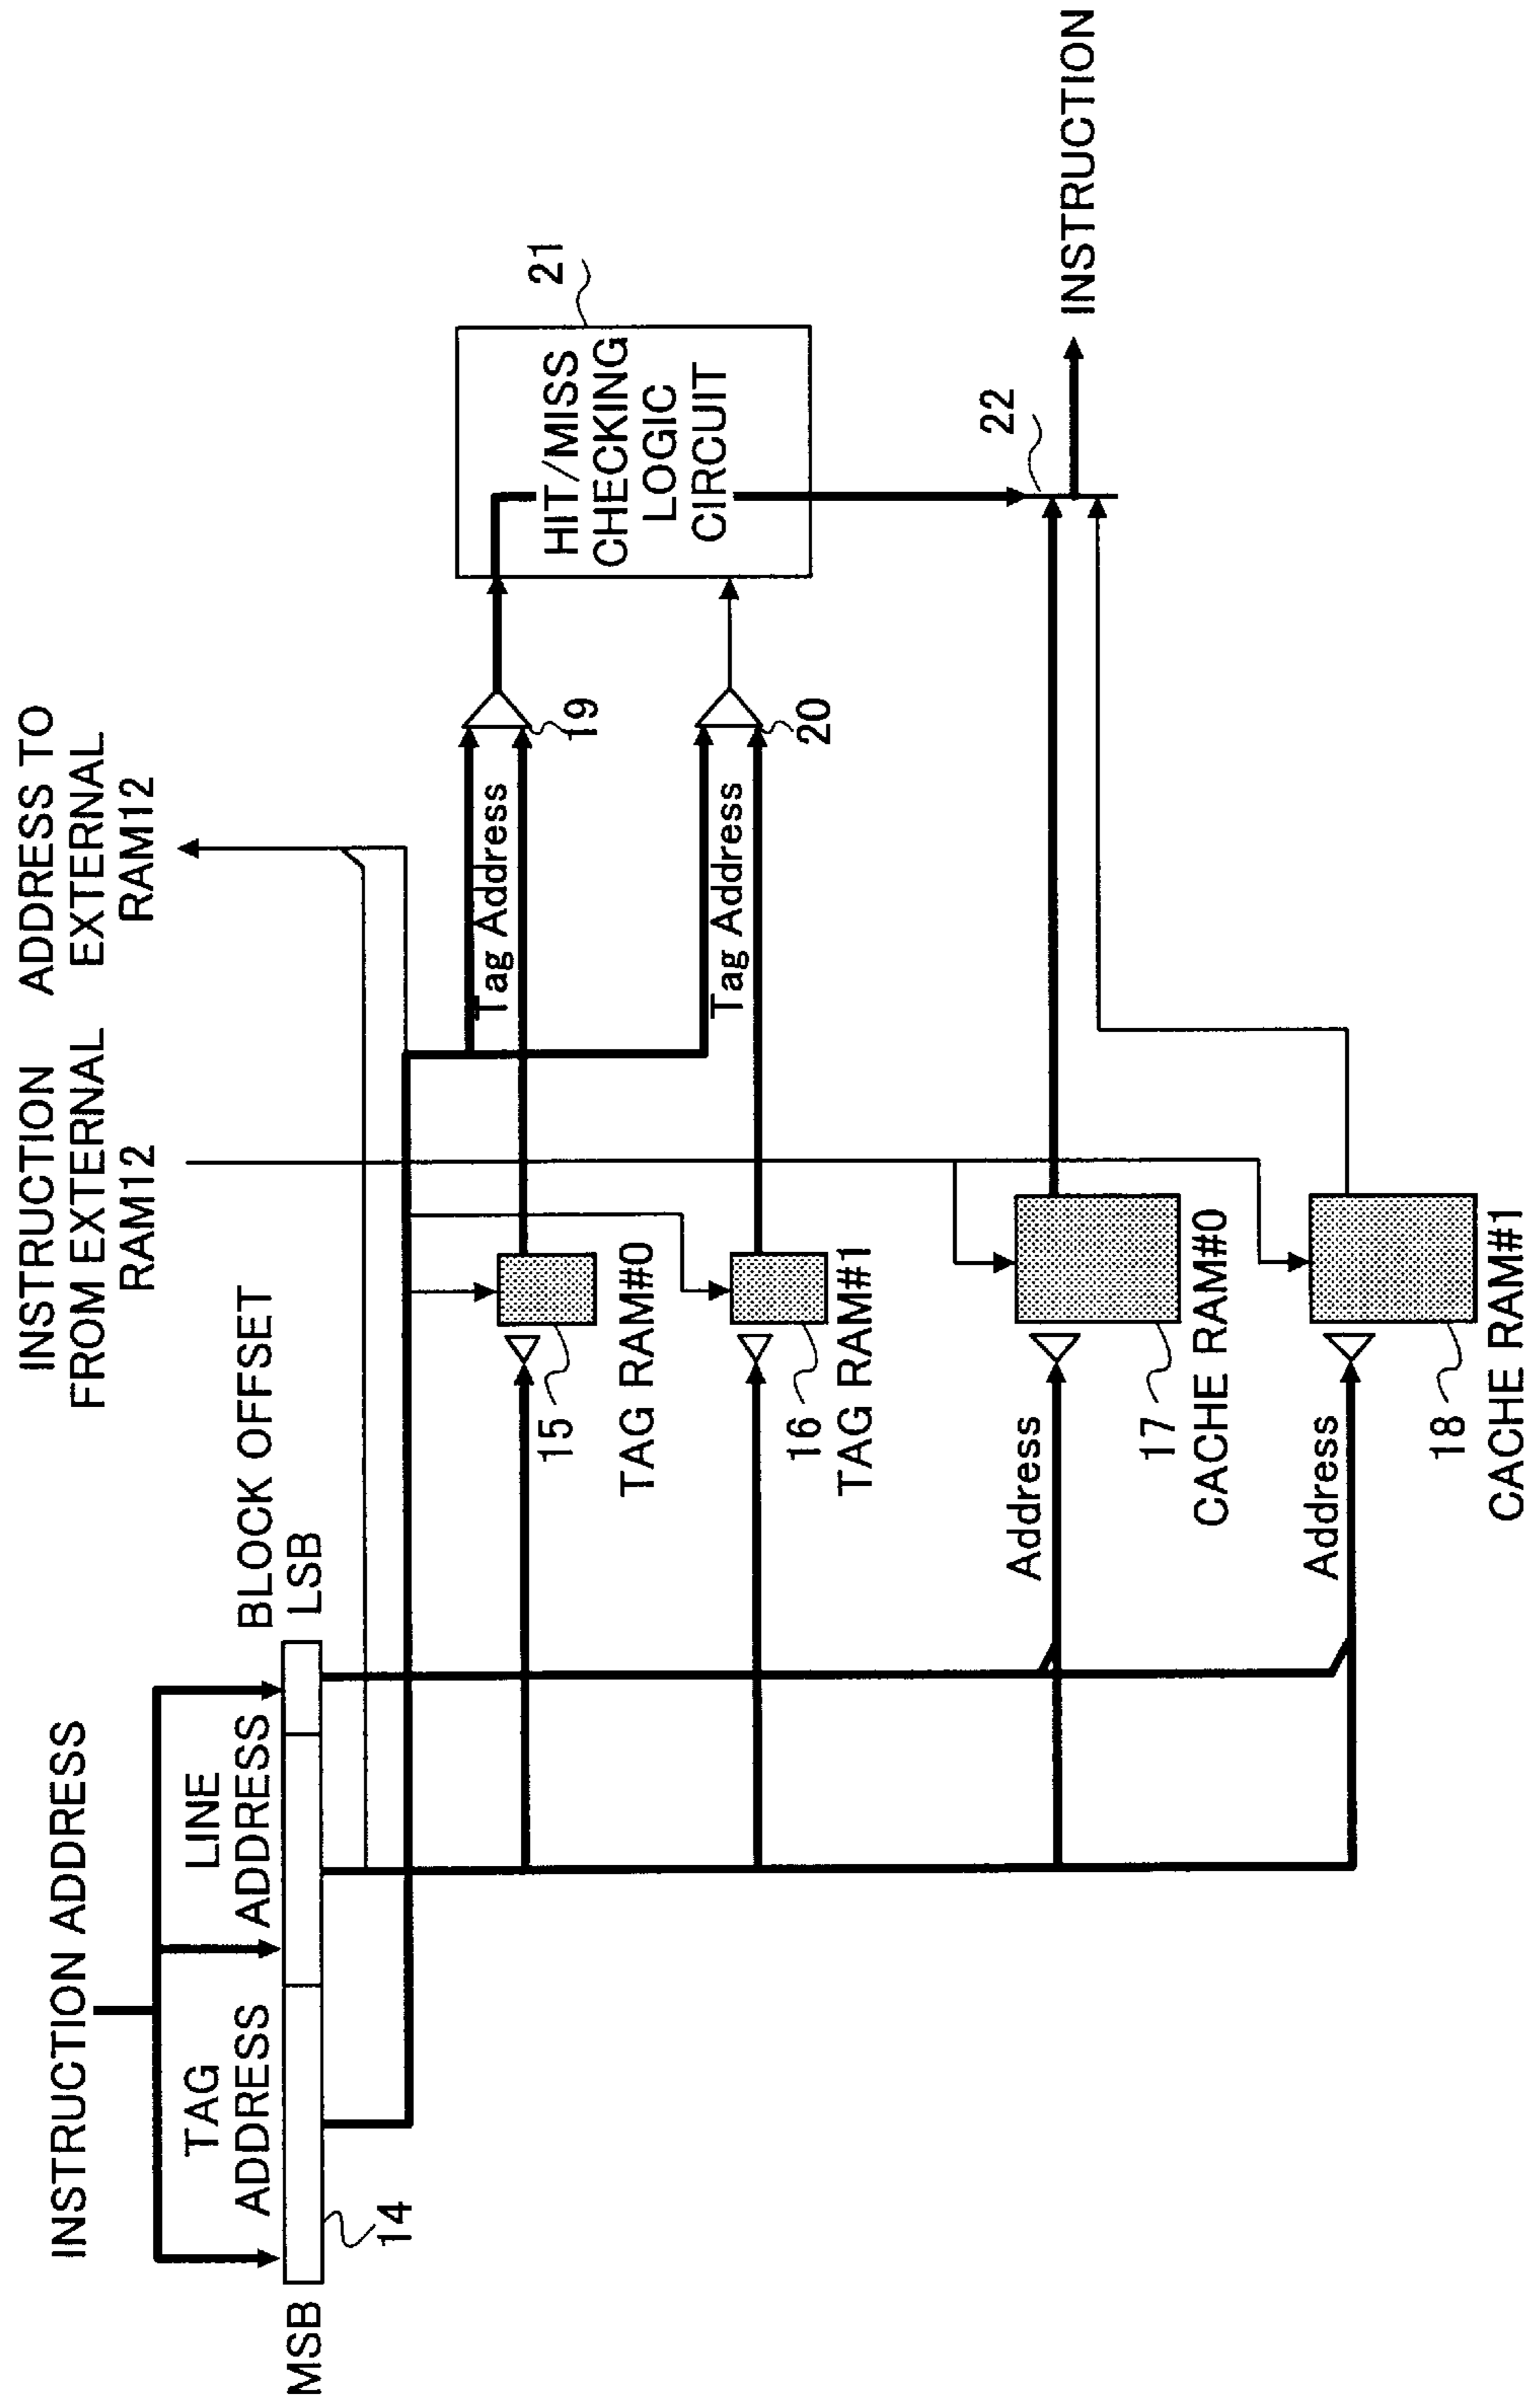 INSTRUCTION ADDRESS
TAG
ADDRESS
LINE
ADDRESS
BLOCK OFFSET
MSB
LSB
14
INSTRUCTION
FROM EXTERNAL
RAM12
ADDRESS TO
EXTERNAL
RAM12
15
TAG RAM#0
Tag Address
19
16
TAG RAM#1
Tag Address
20
HIT/MISS
CHECKING
LOGIC
CIRCUIT
21
Address
17
CACHE RAM#0
22
INSTRUCTION
Address
18
CACHE RAM#1